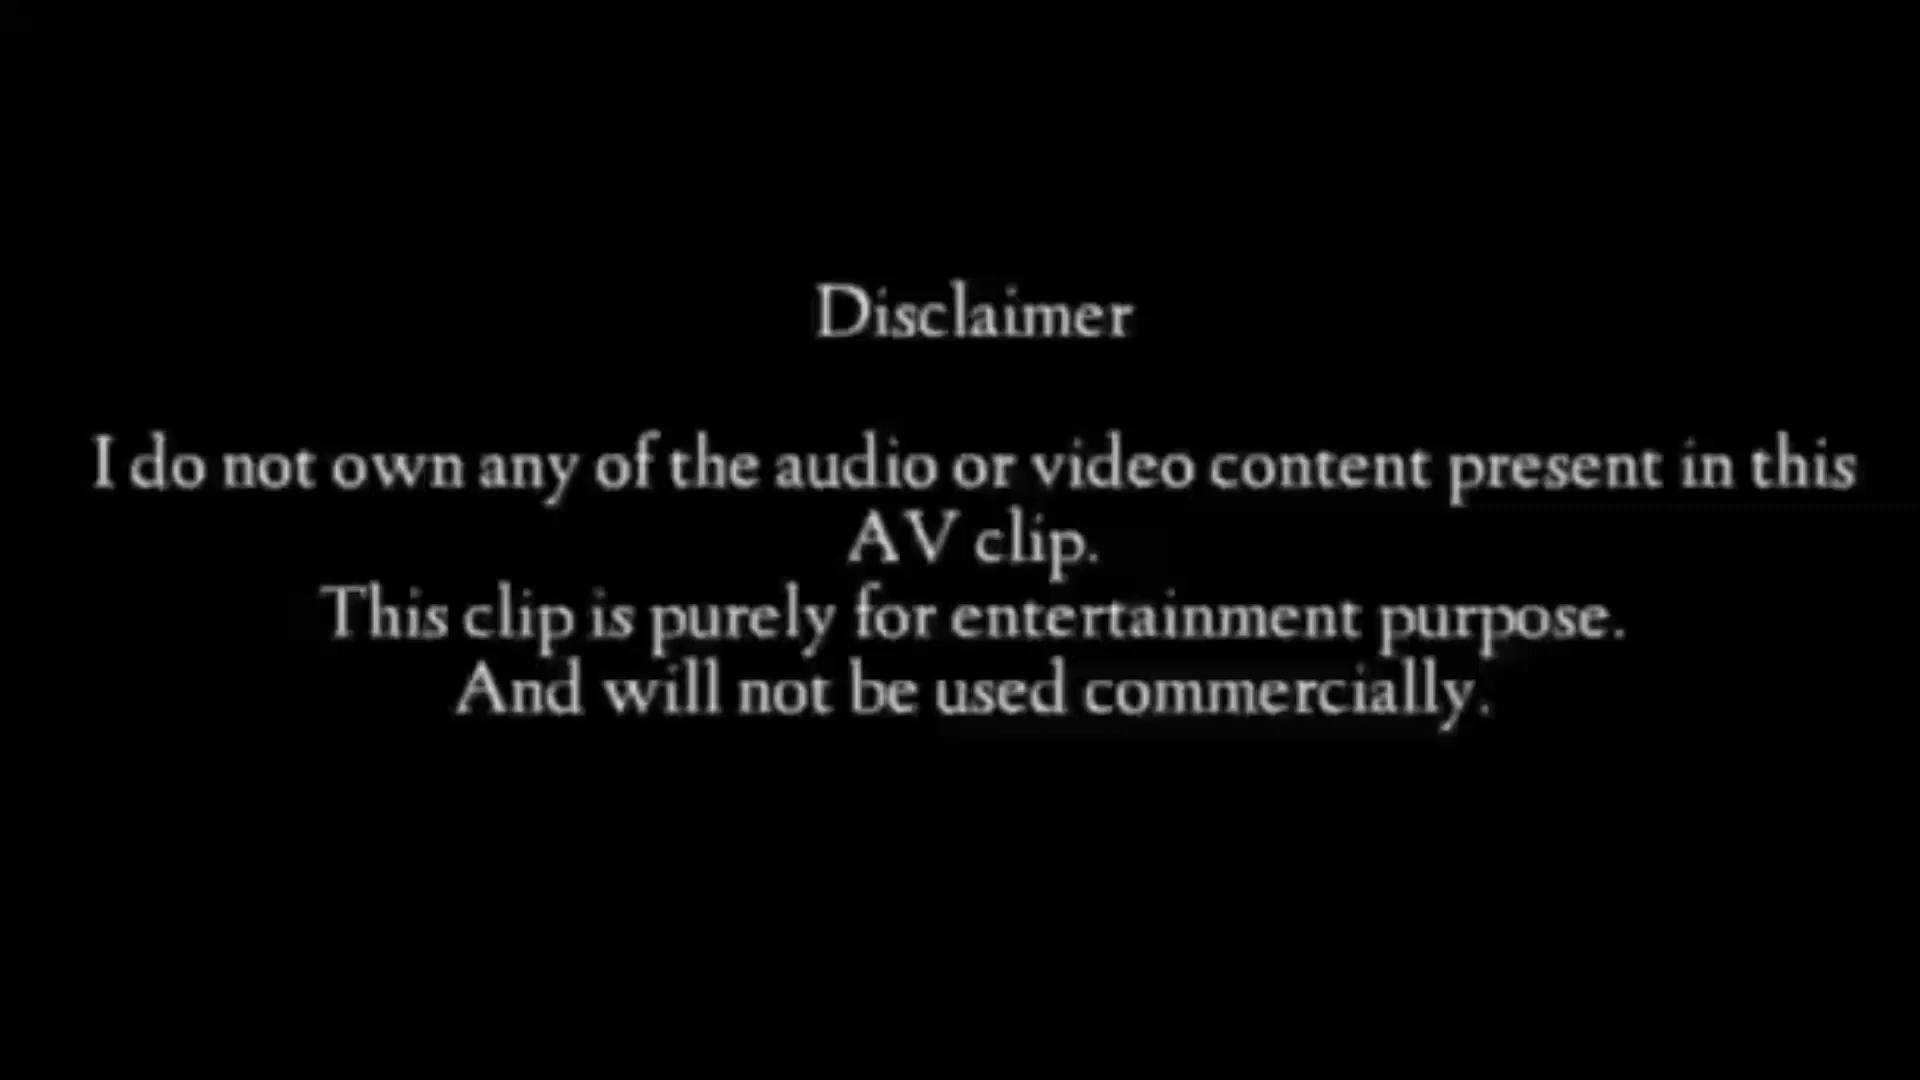 Disclaimer
I do not own any of the audio or video content present in this
AV clip.
This clip is purely for entertainment purpose.
And will not be used commercially.